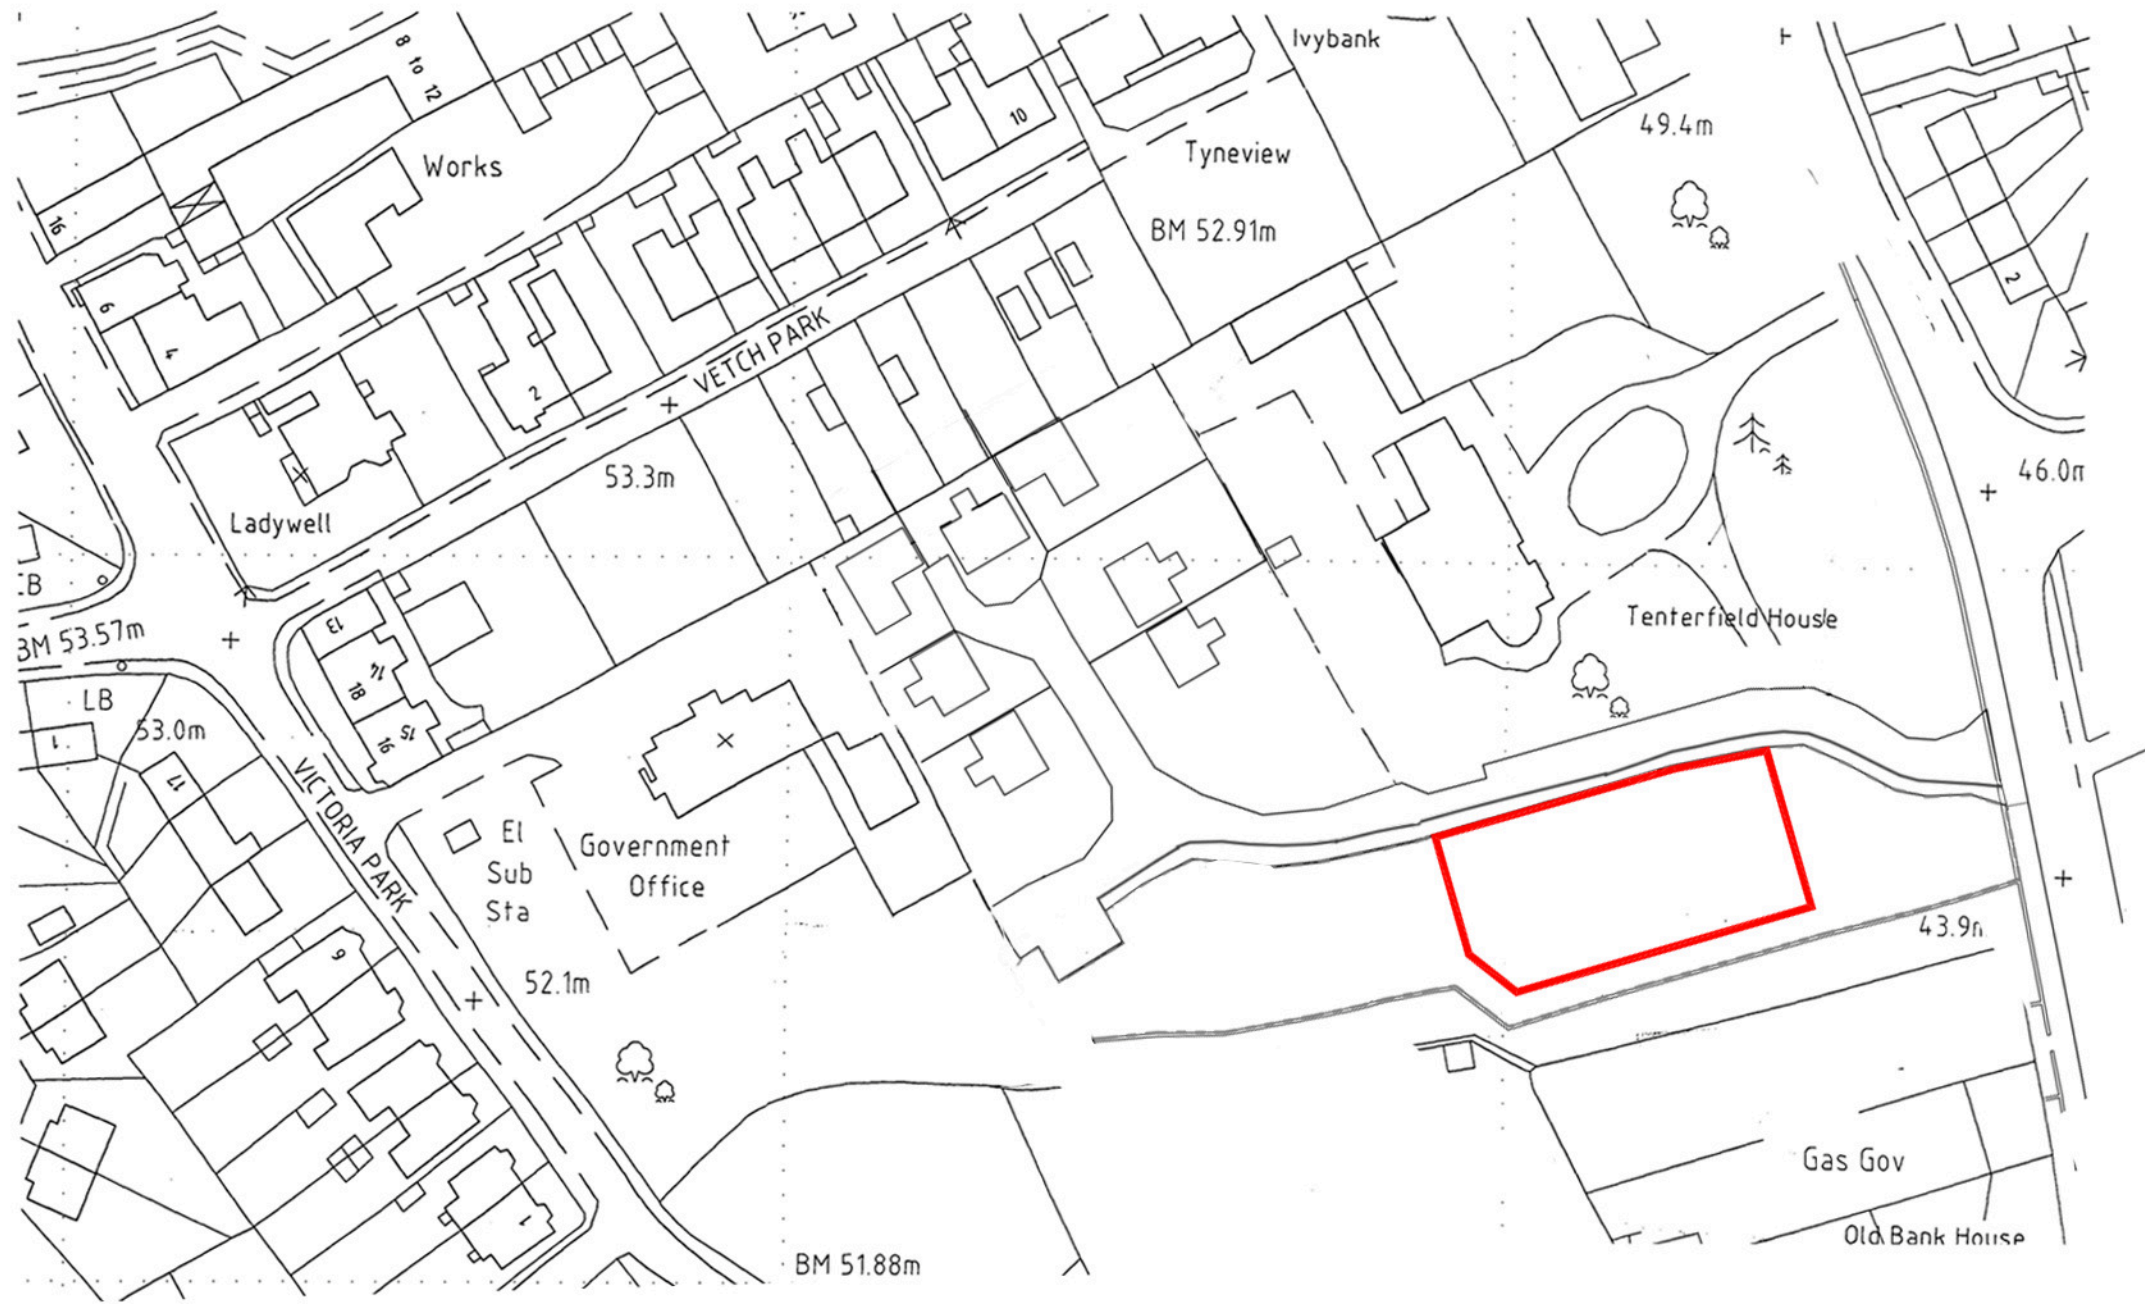 8 to 12
Ivybank
49.4m
Works
10
Tyneview
16
BM 52.91m
2
6
4
VETCH PARK
2
46.0m
53.3m
Ladywell
LB
BM 53.57m
13
14
18
15
16
Tenterfield House
LB
53.0m
1
17
VICTORIA PARK
El
Sub
Sta
Government
Office
43.9m
9
52.1m
Gas Gov
1
Old Bank House
BM 51.88m